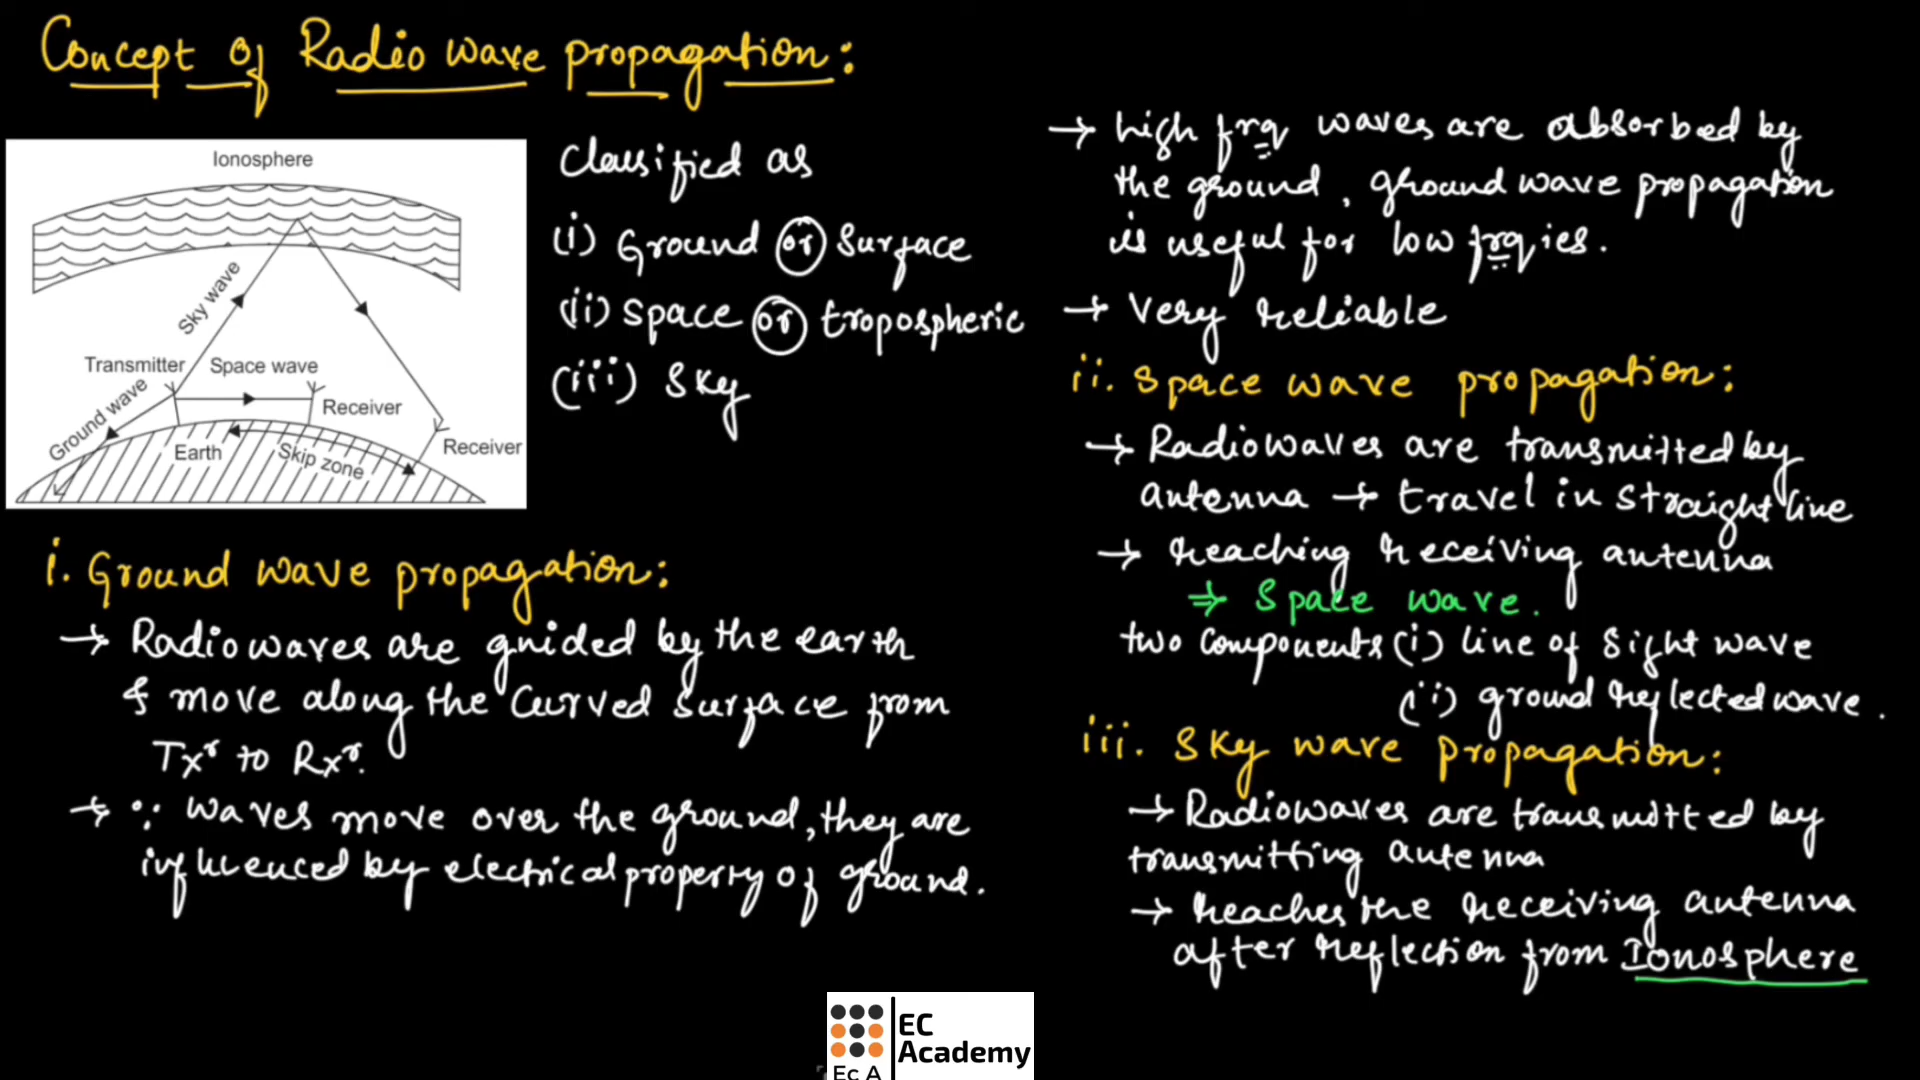 Concept of Radio wave propagation:
Ionosphere
Sky wave
Transmitter
Space wave
Ground wave
Receiver
Receiver
Earth
Skip zone
Classified as
(i) Ground or Surface
(ii) Space or tropospheric
(iii) Sky
i. Ground wave propagation:
→ Radiowaves are guided by the earth
& move along the Curved Surface from
Txʳ to Rxʳ.
→ ∵ waves move over the ground, they are
influenced by electrical property of ground.
→ high frq waves are absorbed by
the ground, ground wave propagation
is useful for low frqies.
→ Very reliable
ii. Space wave propagation:
→ Radiowaves are transmitted by
antenna → travel in straight line
→ reaching receiving antenna
⇒ Space wave.
two components (i) line of sight wave
(ii) ground reflected wave.
iii. Sky wave propagation:
→ Radiowaves are transmitted by
transmitting antenna
→ reaches the receiving antenna
after reflection from Ionosphere
EC
Academy
Ec A